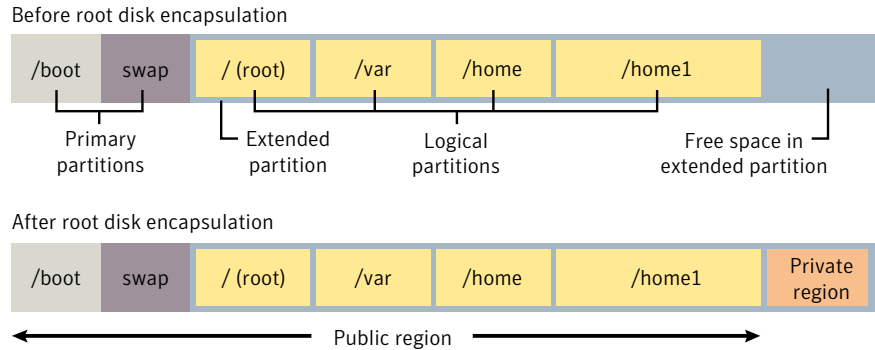 Before root disk encapsulation
/boot swap / (root) /var /home /home1
Primary
partitions
Extended
partition
Logical
partitions
Free space in
extended partition
After root disk encapsulation
/boot swap / (root) /var /home /home1 Private
region
Public region